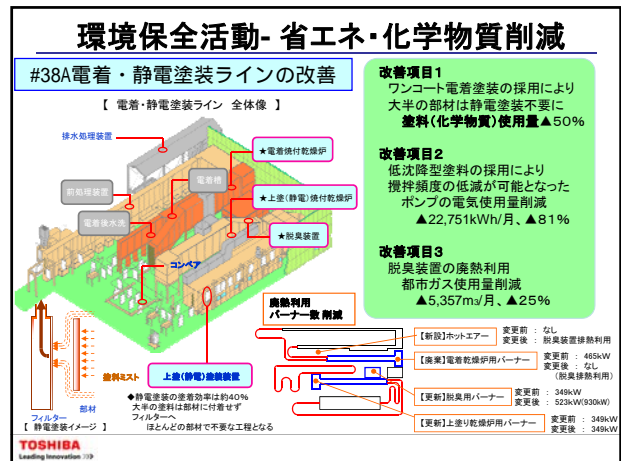 環境保全活動- 省エネ・化学物質削減
#38A電着・静電塗装ラインの改善
【 電着・静電塗装ライン 全体像 】
排水処理装置
前処理装置
電着後水洗
電着槽
コンベア
★電着焼付乾燥炉
★上塗(静電)焼付乾燥炉
★脱臭装置
上塗(静電)塗装装置
改善項目1
ワンコート電着塗装の採用により
大半の部材は静電塗装不要に
塗料(化学物質)使用量▲50%
改善項目2
低沈降型塗料の採用により
攪拌頻度の低減が可能となった
ポンプの電気使用量削減
▲22,751kWh/月、▲81%
改善項目3
脱臭装置の廃熱利用
都市ガス使用量削減
▲5,357m3/月、▲25%
塗料ミスト
部材
フィルター
【 静電塗装イメージ 】
◆静電塗装の塗着効率は約40%
大半の塗料は部材に付着せず
フィルターへ
ほとんどの部材で不要な工程となる
廃熱利用
バーナー数 削減
【新設】ホットエアー
変更前 : なし
変更後 : 脱臭装置排熱利用
【廃業】電着乾燥炉用バーナー
変更前 : 465kW
変更後 : なし
(脱臭排熱利用)
【更新】脱臭用バーナー
変更前 : 349kW
変更後 : 523kW(930kW)
【更新】上塗り乾燥炉用バーナー
変更前 : 349kW
変更後 : 349kW
TOSHIBA
Leading Innovation